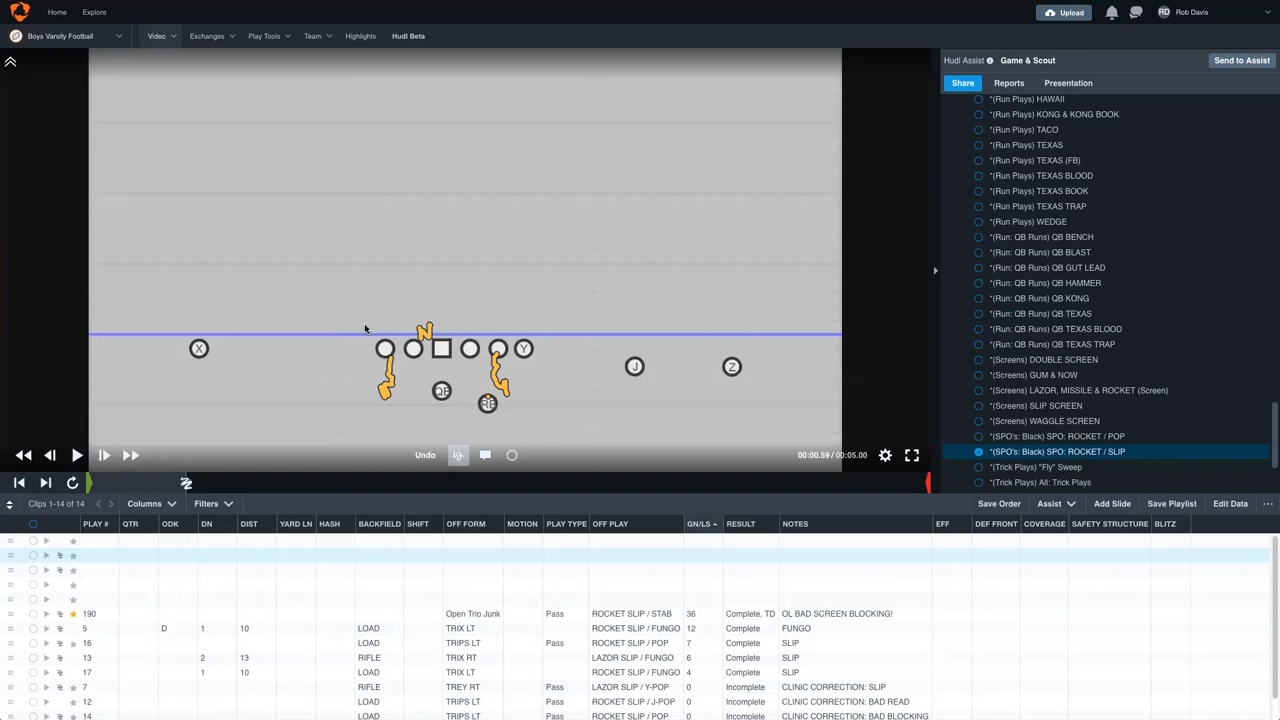 Home Explore Upload RD Rob Davis
Boys Varsity Football Video Exchanges Play Tools Team Highlights Hudl Beta
Hudl Assist Game & Scout Send to Assist
Share Reports Presentation
*(Run Plays) HAWAII
*(Run Plays) KONG & KONG BOOK
*(Run Plays) TACO
*(Run Plays) TEXAS
*(Run Plays) TEXAS (FB)
*(Run Plays) TEXAS BLOOD
*(Run Plays) TEXAS BOOK
*(Run Plays) TEXAS TRAP
*(Run Plays) WEDGE
*(Run: QB Runs) QB BENCH
*(Run: QB Runs) QB BLAST
*(Run: QB Runs) QB GUT LEAD
*(Run: QB Runs) QB HAMMER
*(Run: QB Runs) QB KONG
*(Run: QB Runs) QB TEXAS
*(Run: QB Runs) QB TEXAS BLOOD
*(Run: QB Runs) QB TEXAS TRAP
*(Screens) DOUBLE SCREEN
*(Screens) GUM & NOW
*(Screens) LAZOR, MISSILE & ROCKET (Screen)
*(Screens) SLIP SCREEN
*(Screens) WAGGLE SCREEN
*(SPO's: Black) SPO: ROCKET / POP
*(SPO's: Black) SPO: ROCKET / SLIP
*(Trick Plays) "Fly" Sweep
*(Trick Plays) All: Trick Plays
N
X Y
J Z
QB
Undo 00:00.59 / 00:05.00
Clips 1-14 of 14 Columns Filters Save Order Assist Add Slide Save Playlist Edit Data
PLAY # QTR ODK DN DIST YARD LN HASH BACKFIELD SHIFT OFF FORM MOTION PLAY TYPE OFF PLAY GN/LS RESULT NOTES EFF DEF FRONT COVERAGE SAFETY STRUCTURE BLITZ
190 Open Trio Junk Pass ROCKET SLIP / STAB 36 Complete, TD OL BAD SCREEN BLOCKING!
5 D 1 10 LOAD TRIX LT ROCKET SLIP / FUNGO 12 Complete FUNGO
16 LOAD TRIPS LT Pass ROCKET SLIP / POP 7 Complete SLIP
13 2 13 RIFLE TRIX RT LAZOR SLIP / FUNGO 6 Complete SLIP
17 1 10 LOAD TRIX LT ROCKET SLIP / FUNGO 4 Complete SLIP
7 RIFLE TREY RT Pass LAZOR SLIP / Y-POP 0 Incomplete CLINIC CORRECTION: SLIP
12 LOAD TRIPS LT Pass ROCKET SLIP / J-POP 0 Incomplete CLINIC CORRECTION: BAD READ
14 LOAD TRIPS LT Pass ROCKET SLIP / POP 0 Incomplete CLINIC CORRECTION: BAD BLOCKING